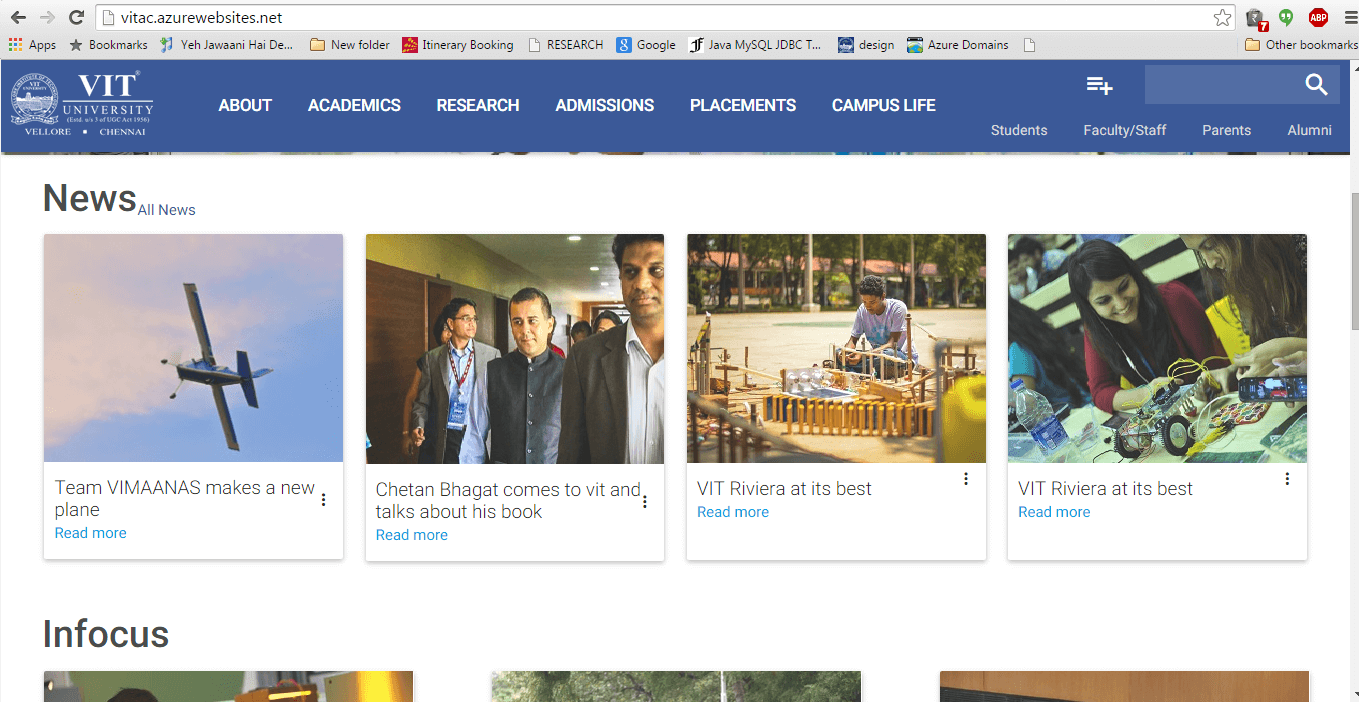 vitac.azurewebsites.net
7
ABP
Apps Bookmarks Yeh Jawaani Hai De... New folder Itinerary Booking RESEARCH Google Java MySQL JDBC T... design Azure Domains Other bookmarks
VIT®
UNIVERSITY
(Estd. u/s 3 of UGC Act 1956)
VELLORE • CHENNAI
ABOUT ACADEMICS RESEARCH ADMISSIONS PLACEMENTS CAMPUS LIFE
Students Faculty/Staff Parents Alumni
News All News
Team VIMAANAS makes a new
plane
Read more
Chetan Bhagat comes to vit and
talks about his book
Read more
VIT Riviera at its best
Read more
VIT Riviera at its best
Read more
Infocus